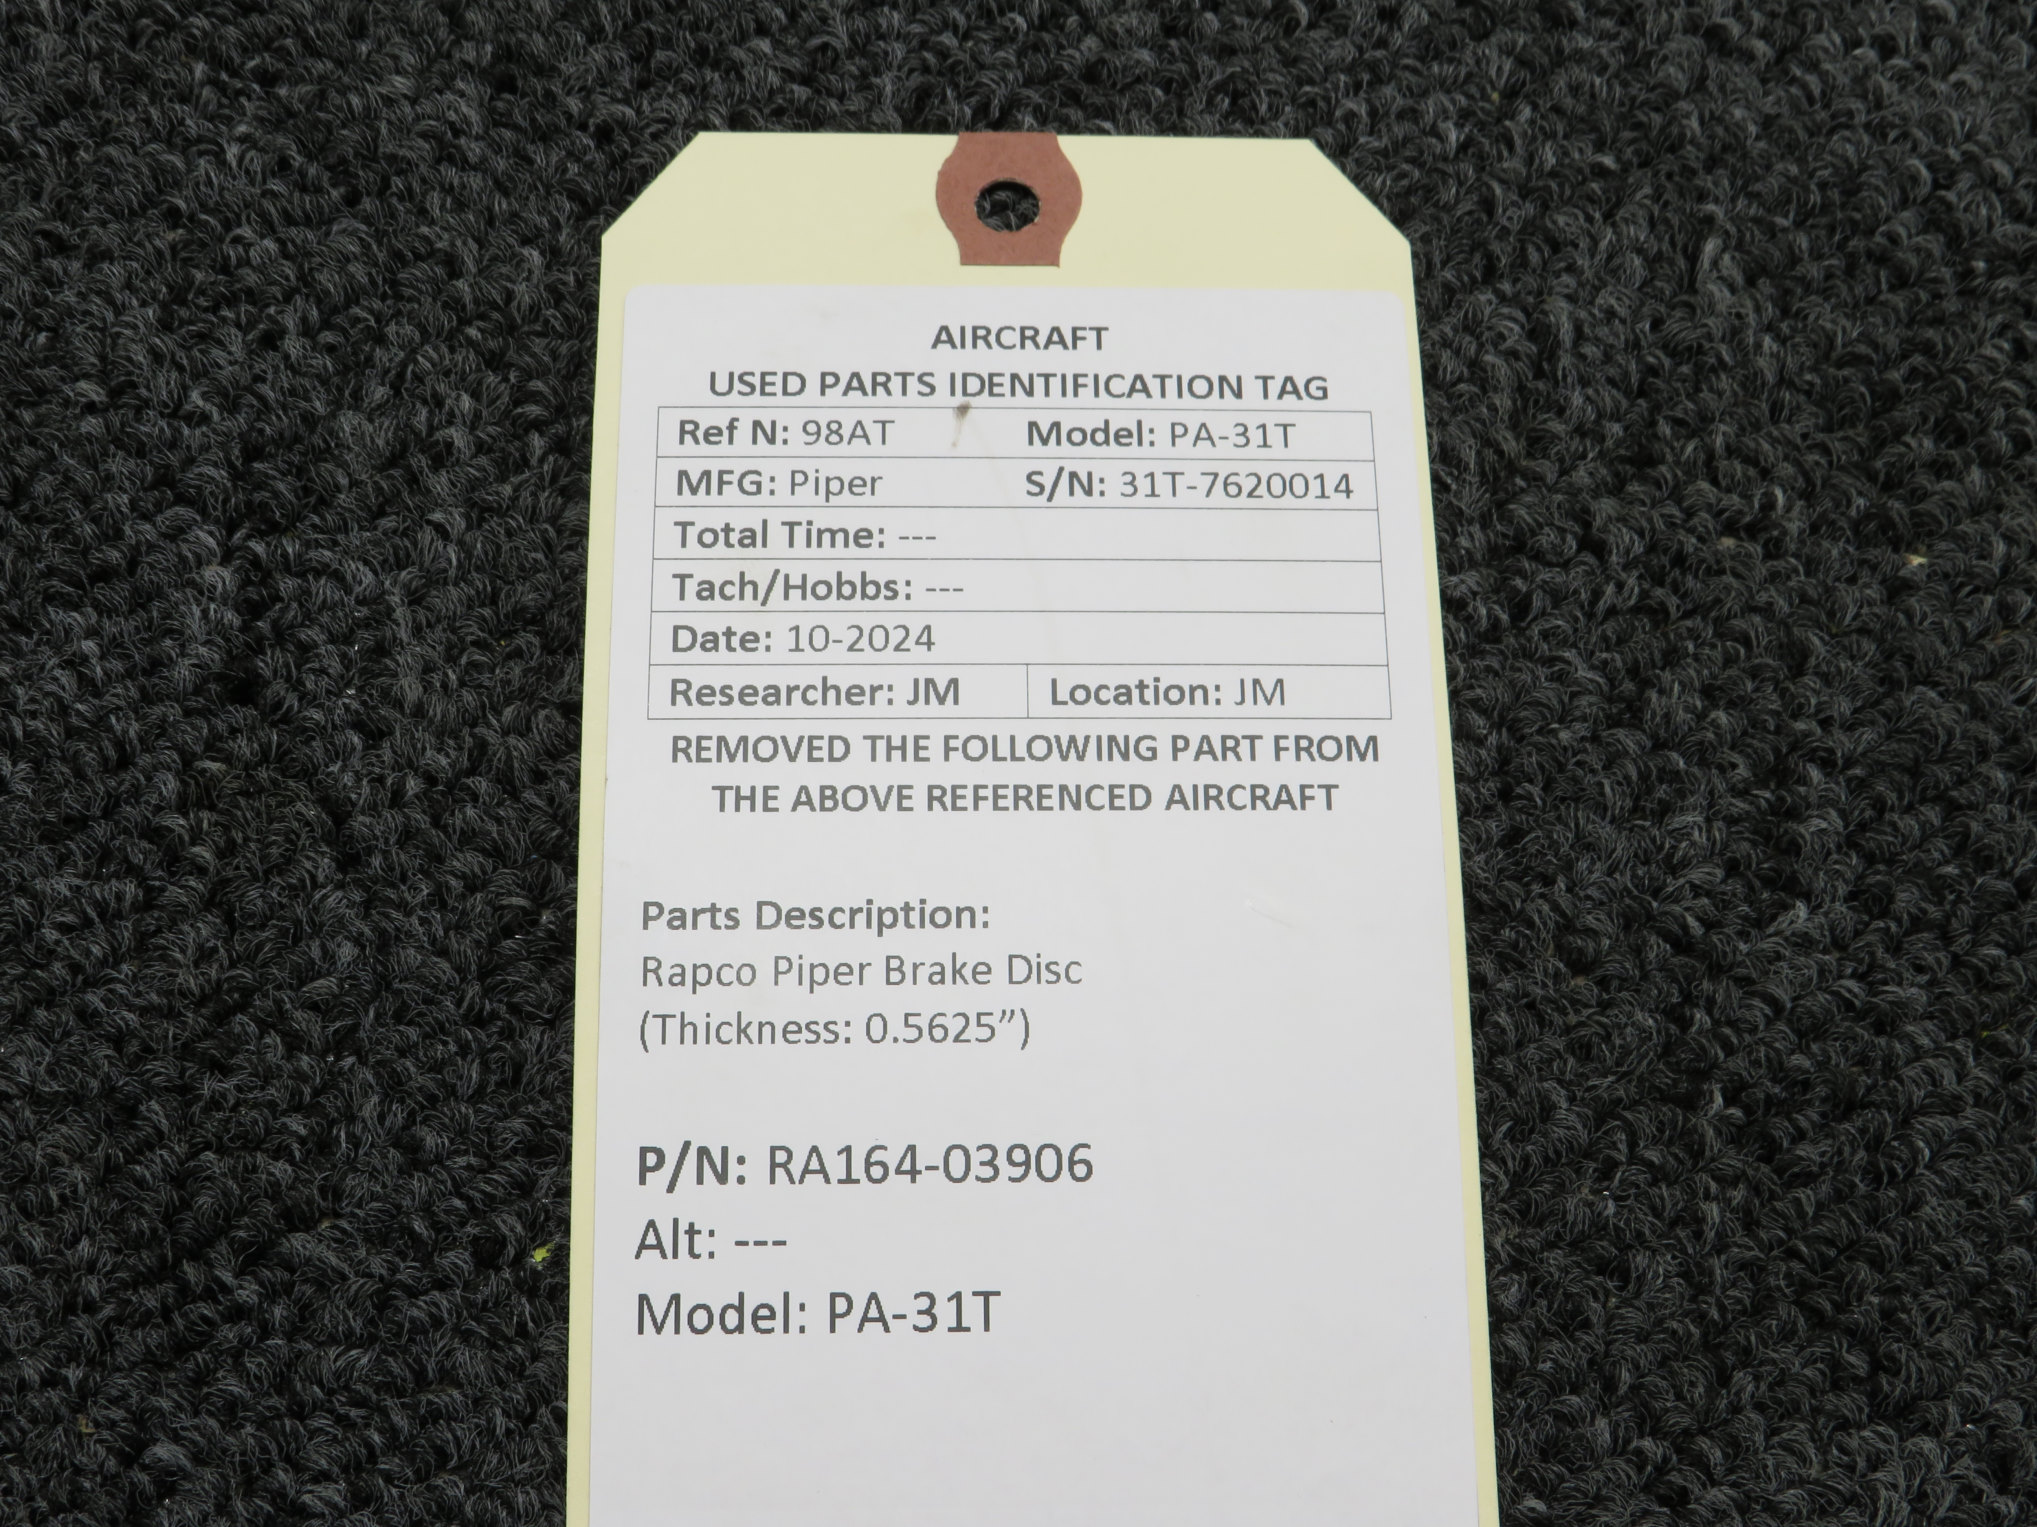 AIRCRAFT
USED PARTS IDENTIFICATION TAG
Ref N: 98AT Model: PA-31T
MFG: Piper S/N: 31T-7620014
Total Time: ---
Tach/Hobbs: ---
Date: 10-2024
Researcher: JM Location: JM
REMOVED THE FOLLOWING PART FROM
THE ABOVE REFERENCED AIRCRAFT
Parts Description:
Rapco Piper Brake Disc
(Thickness: 0.5625”)
P/N: RA164-03906
Alt: ---
Model: PA-31T